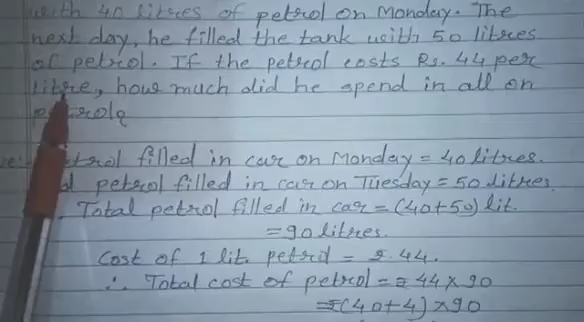 with 40 litres of petrol on Monday. The
next day, he filled the tank with 50 litres
of petrol. If the petrol costs Rs. 44 per
litre, how much did he spend in all on
petrol?
petrol filled in car on Monday = 40 litres.
petrol filled in car on Tuesday = 50 litres
Total petrol filled in car = (40+50) lit.
= 90 litres.
Cost of 1 lit. petrol = ₹ 44.
∴ Total cost of petrol = ₹ 44 × 90
= ₹ (40+4) × 90